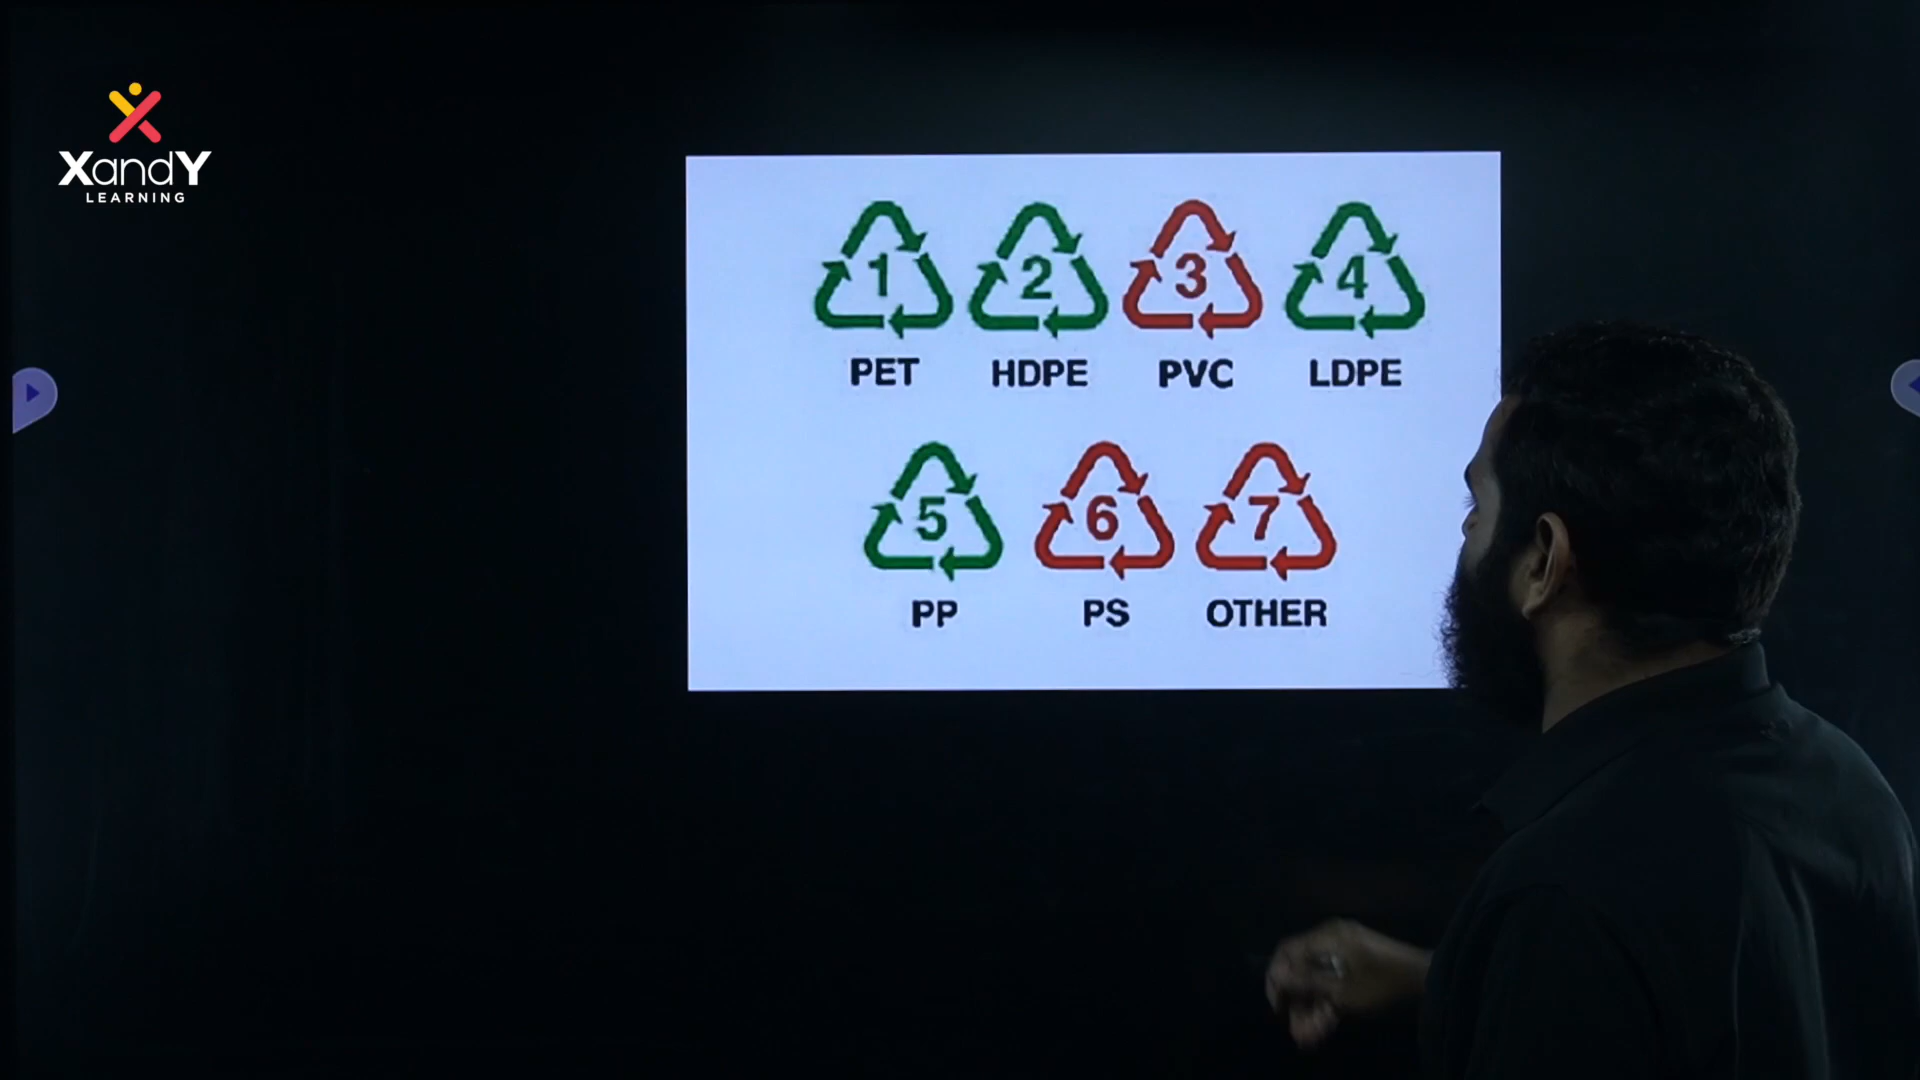 XandY
LEARNING
1 2 3 4
PET HDPE PVC LDPE
5 6 7
PP PS OTHER